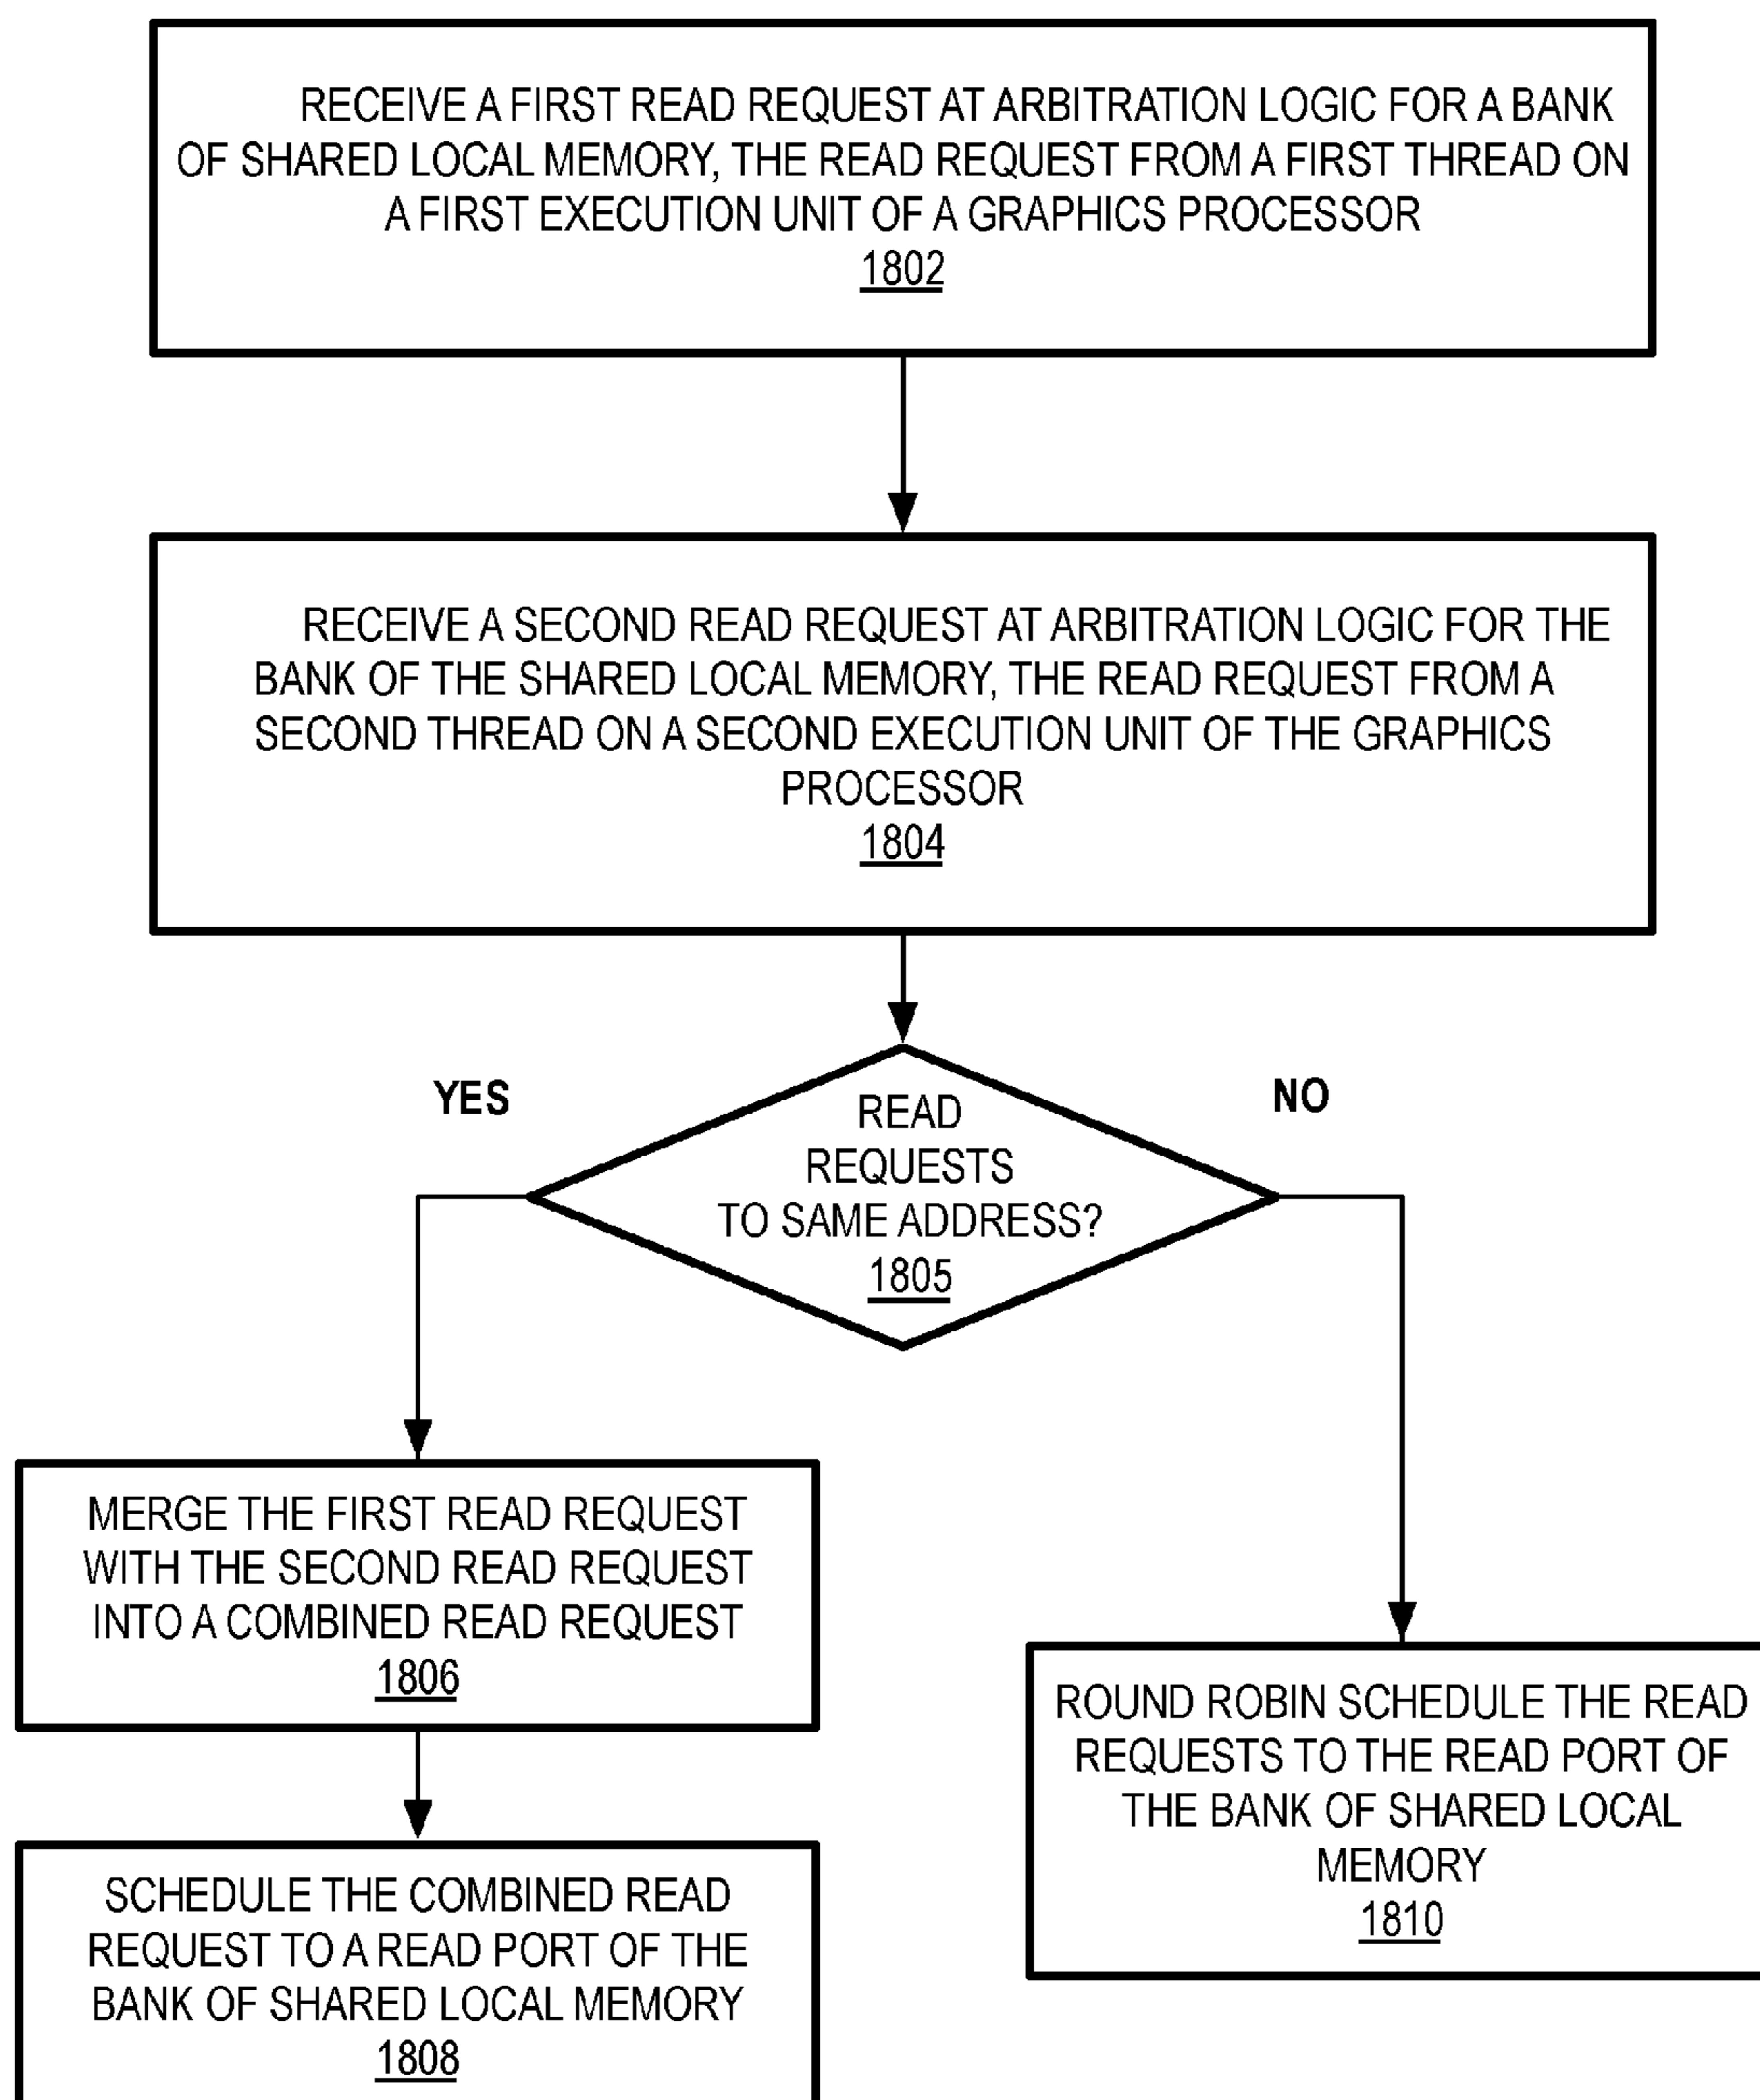 RECEIVE A FIRST READ REQUEST AT ARBITRATION LOGIC FOR A BANK
OF SHARED LOCAL MEMORY, THE READ REQUEST FROM A FIRST THREAD ON
A FIRST EXECUTION UNIT OF A GRAPHICS PROCESSOR
1802
RECEIVE A SECOND READ REQUEST AT ARBITRATION LOGIC FOR THE
BANK OF THE SHARED LOCAL MEMORY, THE READ REQUEST FROM A
SECOND THREAD ON A SECOND EXECUTION UNIT OF THE GRAPHICS
PROCESSOR
1804
YES
NO
READ
REQUESTS
TO SAME ADDRESS?
1805
MERGE THE FIRST READ REQUEST
WITH THE SECOND READ REQUEST
INTO A COMBINED READ REQUEST
1806
SCHEDULE THE COMBINED READ
REQUEST TO A READ PORT OF THE
BANK OF SHARED LOCAL MEMORY
1808
ROUND ROBIN SCHEDULE THE READ
REQUESTS TO THE READ PORT OF
THE BANK OF SHARED LOCAL
MEMORY
1810